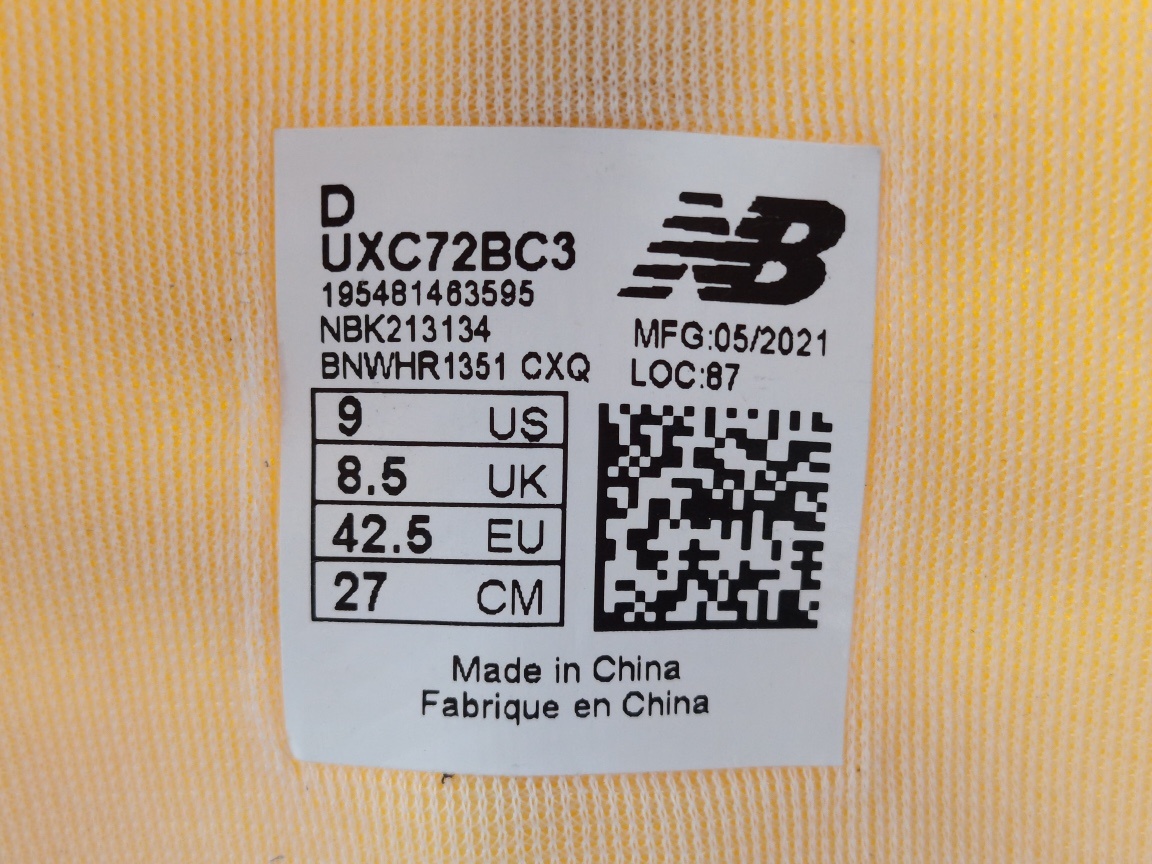 D
UXC72BC3
195481463595
NBK213134
BNWHR1351 CXQ
NB
MFG:05/2021
LOC:87
9 US
8.5 UK
42.5 EU
27 CM
Made in China
Fabrique en China